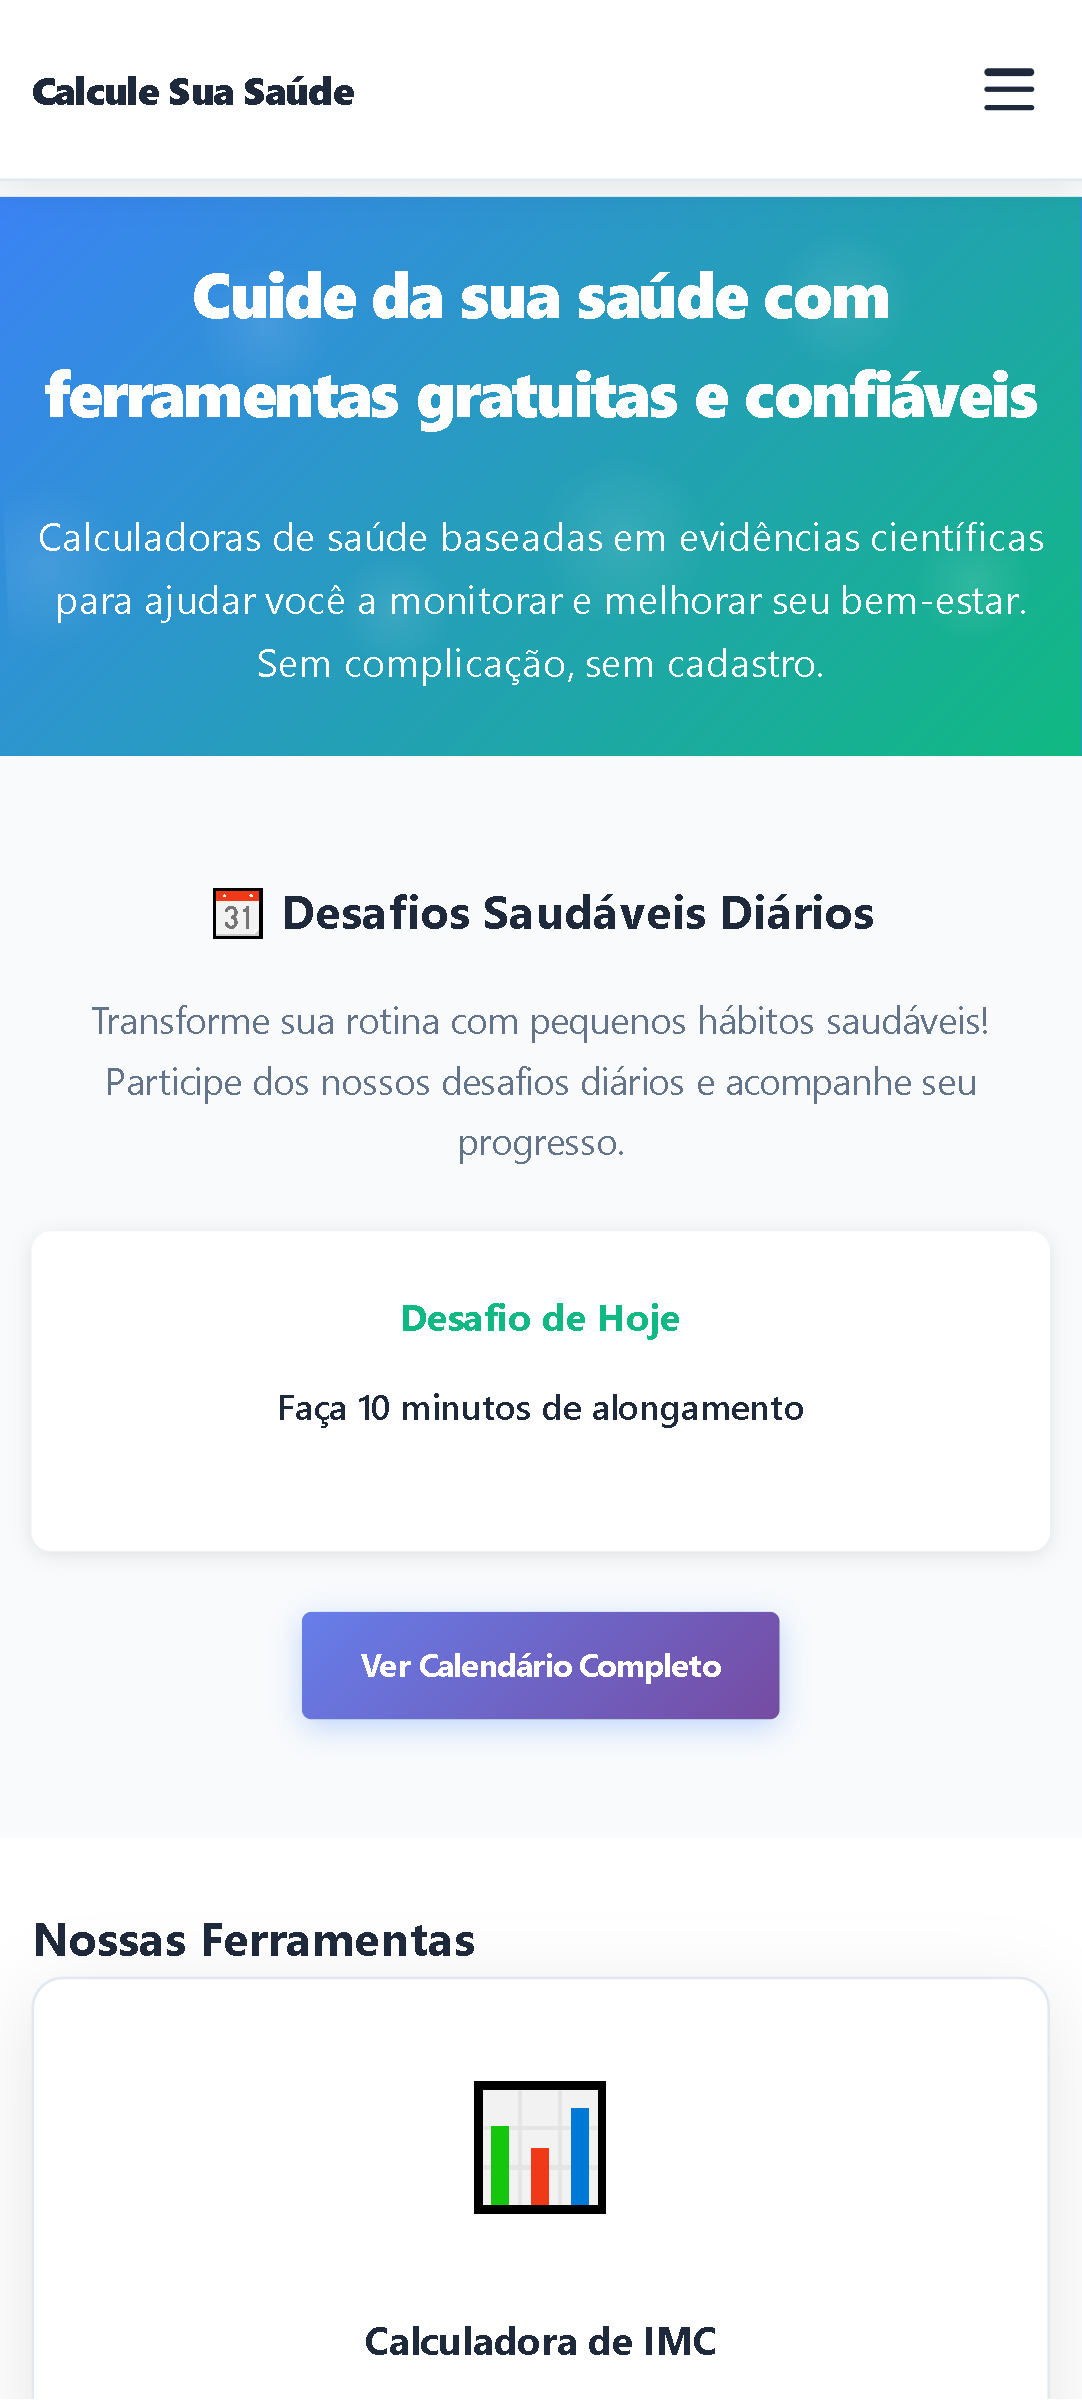 Calcule Sua Saúde
Cuide da sua saúde com
ferramentas gratuitas e confiáveis
Calculadoras de saúde baseadas em evidências científicas
para ajudar você a monitorar e melhorar seu bem-estar.
Sem complicação, sem cadastro.
31 Desafios Saudáveis Diários
Transforme sua rotina com pequenos hábitos saudáveis!
Participe dos nossos desafios diários e acompanhe seu
progresso.
Desafio de Hoje
Faça 10 minutos de alongamento
Ver Calendário Completo
Nossas Ferramentas
Calculadora de IMC